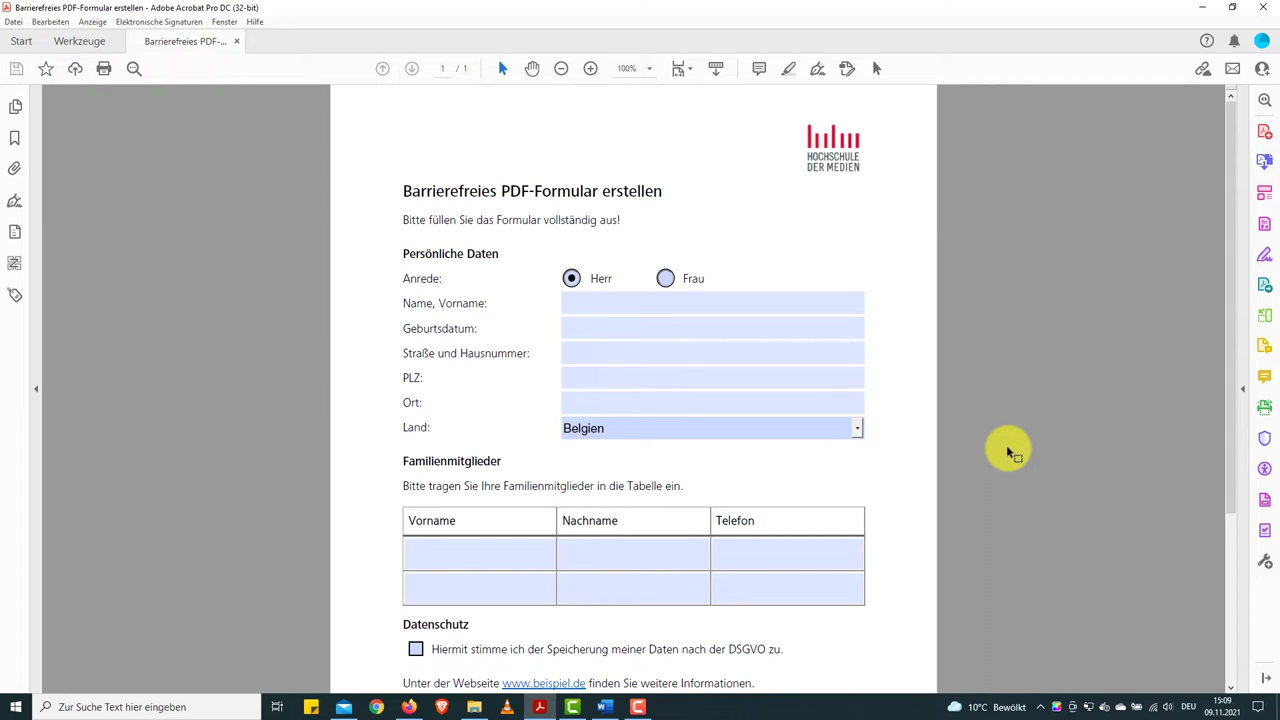 Barrierefreies PDF-Formular erstellen - Adobe Acrobat Pro DC (32-bit)
Datei Bearbeiten Anzeige Elektronische Signaturen Fenster Hilfe
Start Werkzeuge Barrierefreies PDF-... ×
1 / 1 100%
HOCHSCHULE
DER MEDIEN
Barrierefreies PDF-Formular erstellen
Bitte füllen Sie das Formular vollständig aus!
Persönliche Daten
Anrede: Herr Frau
Name, Vorname:
Geburtsdatum:
Straße und Hausnummer:
PLZ:
Ort:
Land: Belgien
Familienmitglieder
Bitte tragen Sie Ihre Familienmitglieder in die Tabelle ein.
Vorname Nachname Telefon
Datenschutz
Hiermit stimme ich der Speicherung meiner Daten nach der DSGVO zu.
Unter der Webseite www.beispiel.de finden Sie weitere Informationen.
Zur Suche Text hier eingeben
10°C Bewölkt DEU 15:09
09.11.2021